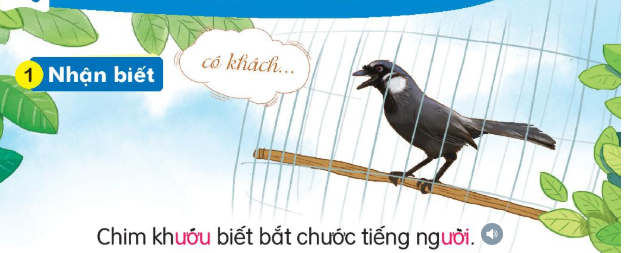 có khách...
1 Nhận biết
Chim khướu biết bắt chước tiếng người.